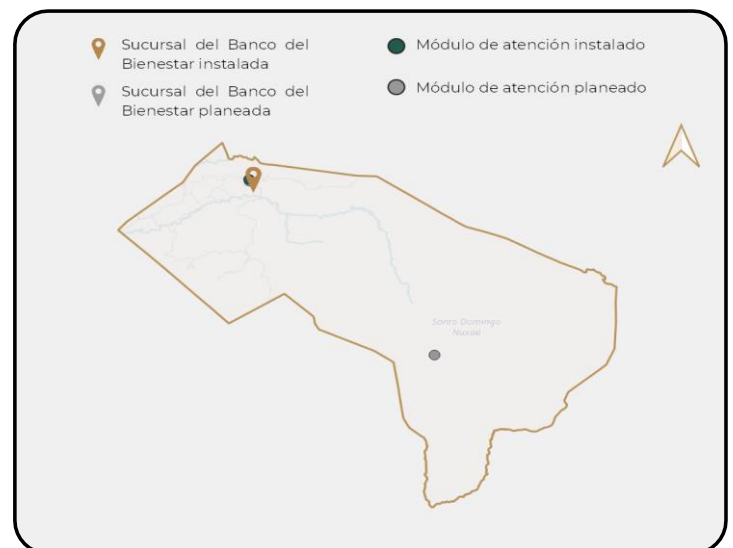 Sucursal del Banco del
Bienestar instalada
Sucursal del Banco del
Bienestar planeada
Módulo de atención instalado
Módulo de atención planeado
Santo Domingo
Nuxaá